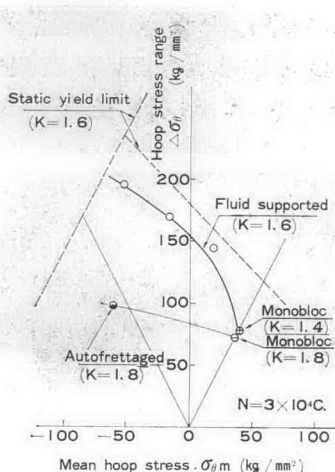 Hoop stress range
△σθ (kg/mm²)
Static yield limit
(K=1.6)
200
150
100
50
Fluid supported
(K=1.6)
Monobloc
(K=1.4)
Monobloc
(K=1.8)
Autofrettaged
(K=1.8)
N=3×10⁴C.
-100 -50 0 50 100
Mean hoop stress. σθ m (kg/mm²)